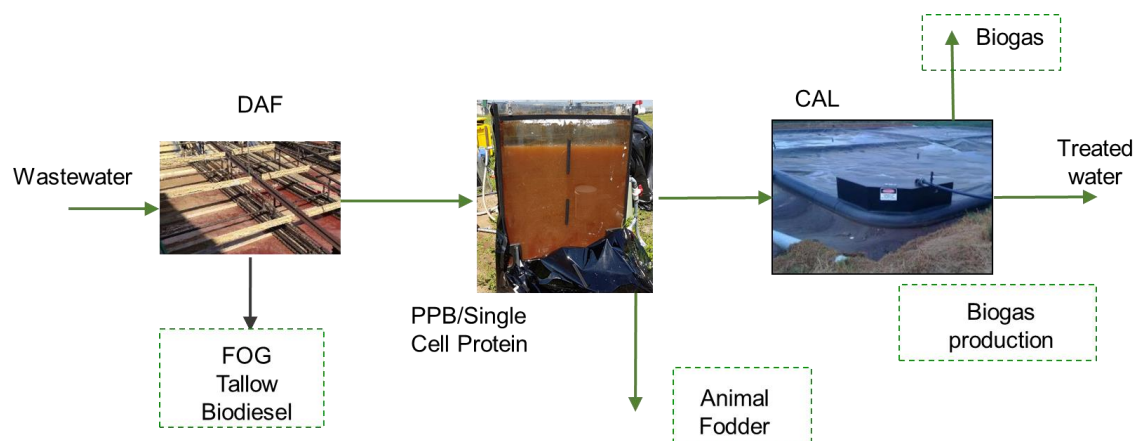 Biogas
DAF
CAL
Wastewater
Treated
water
PPB/Single
Cell Protein
Biogas
production
FOG
Tallow
Biodiesel
Animal
Fodder